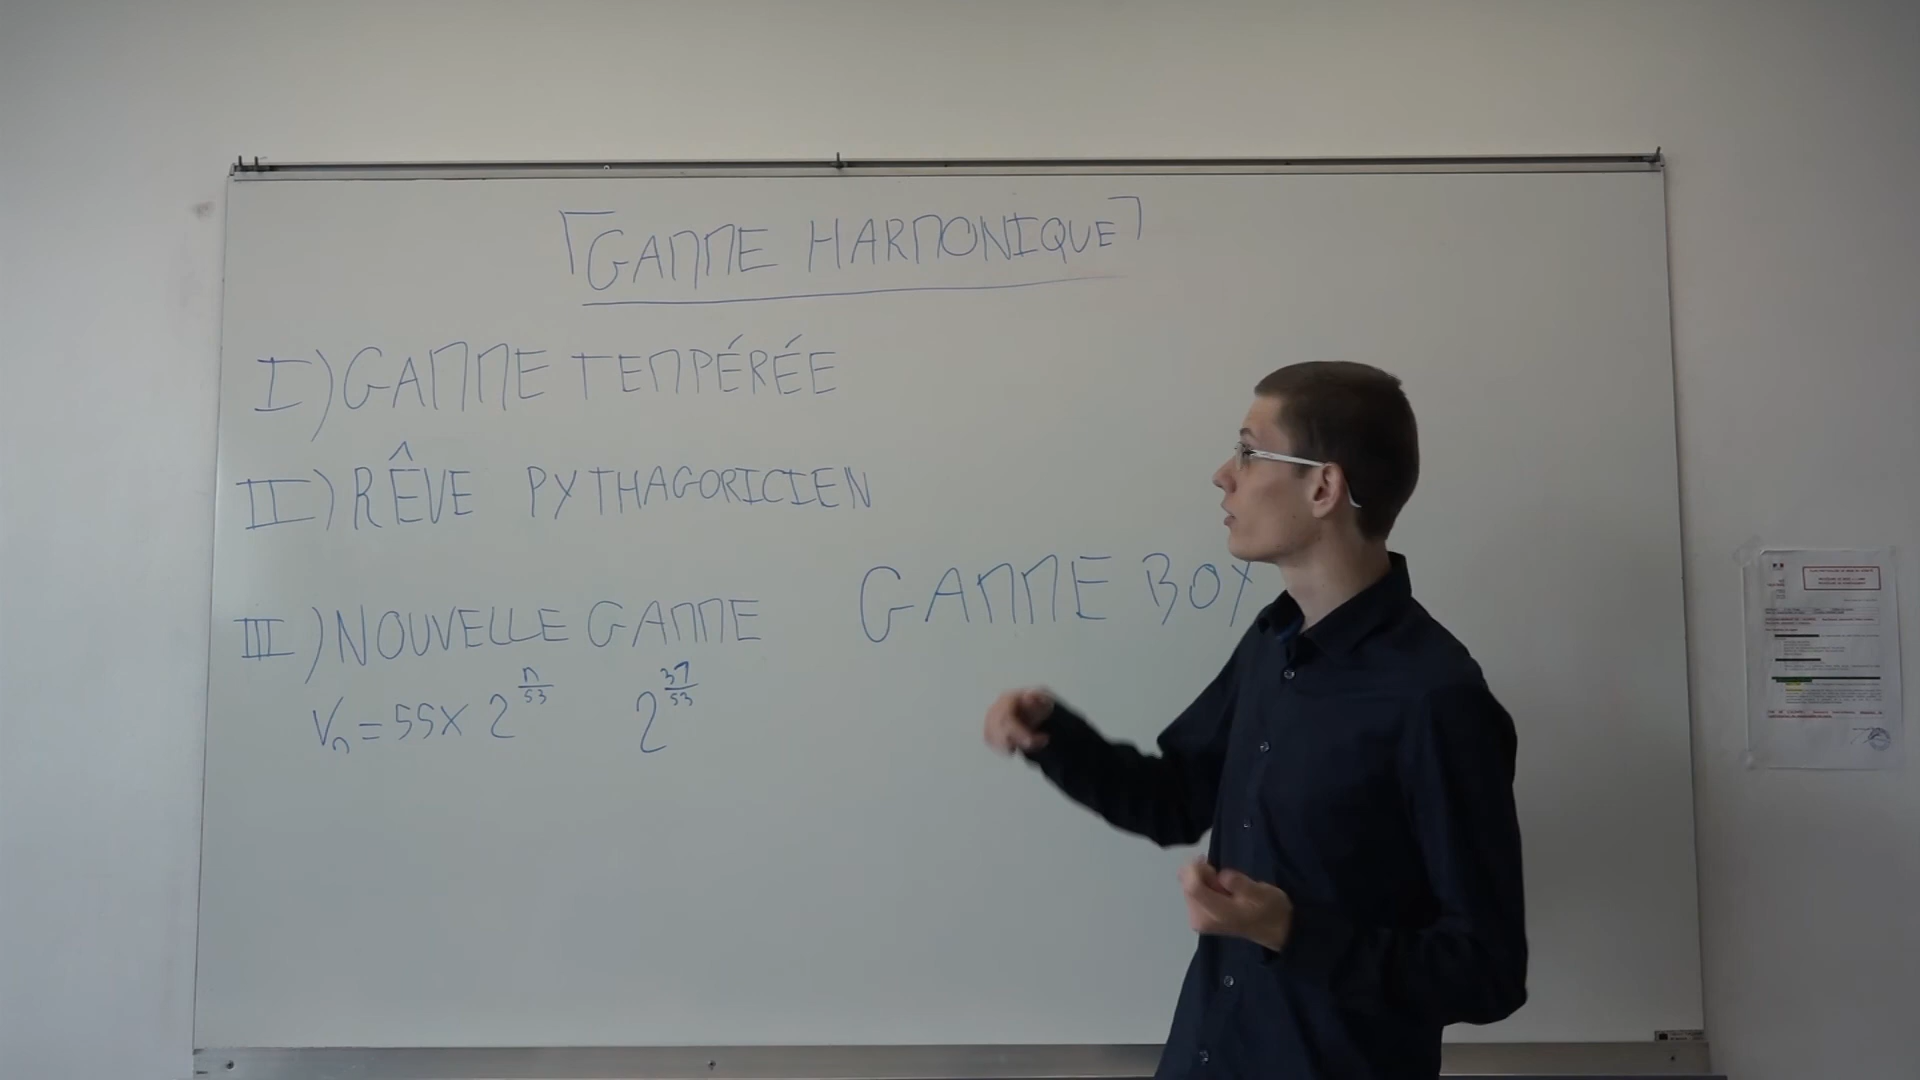 GAMME HARMONIQUE
I) GAMME TEMPÉRÉE
II) RÊVE PYTHAGORICIEN
III) NOUVELLE GAMME
GAMME BOY
Vn = 55 x 2^(n/53)
2^(37/53)